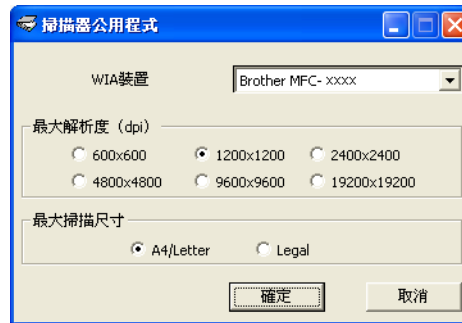 掃描器公用程式
WIA裝置 Brother MFC- xxxx
最大解析度（dpi）
600x600 1200x1200 2400x2400
4800x4800 9600x9600 19200x19200
最大掃描尺寸
A4/Letter Legal
確定 取消